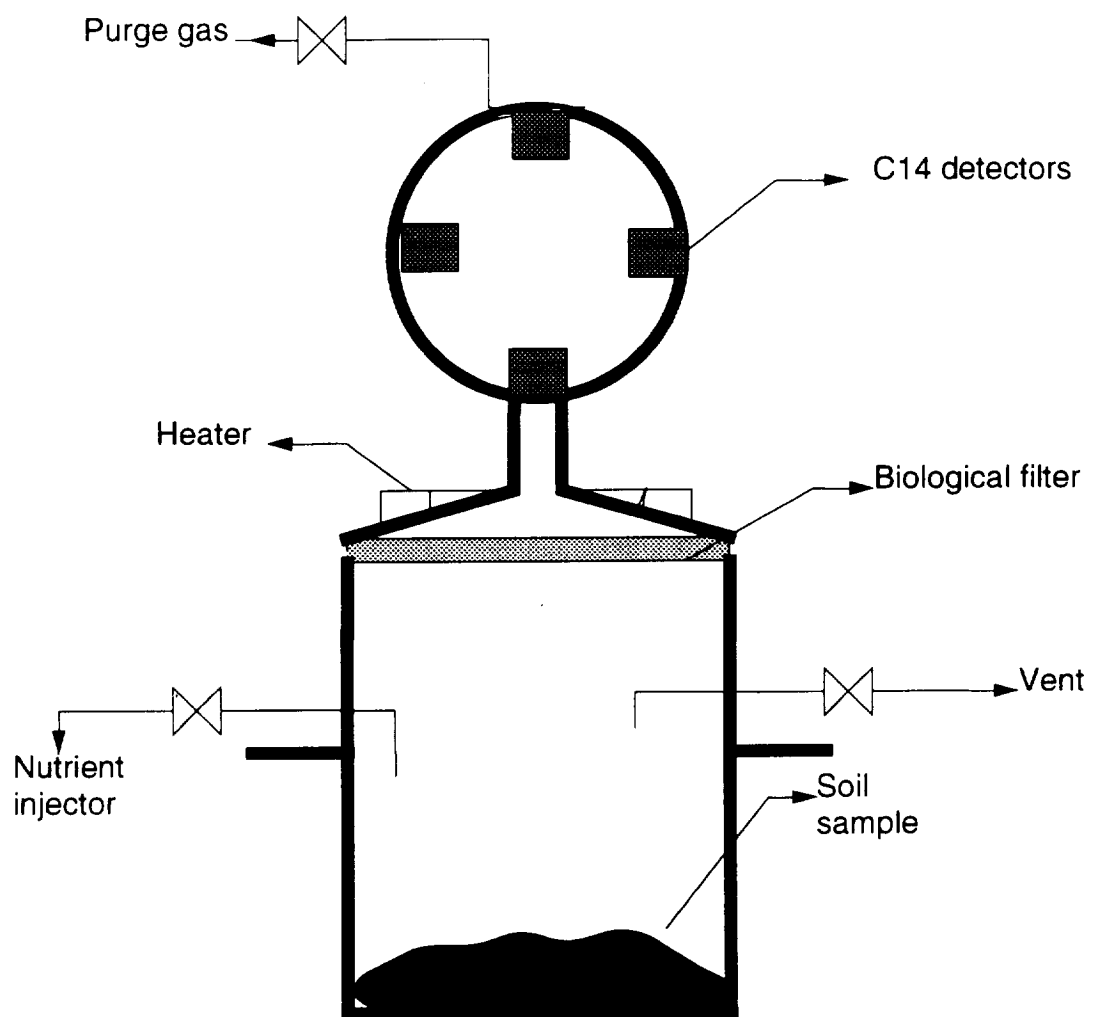 Purge gas
C14 detectors
Heater
Biological filter
Vent
Nutrient
injector
Soil
sample